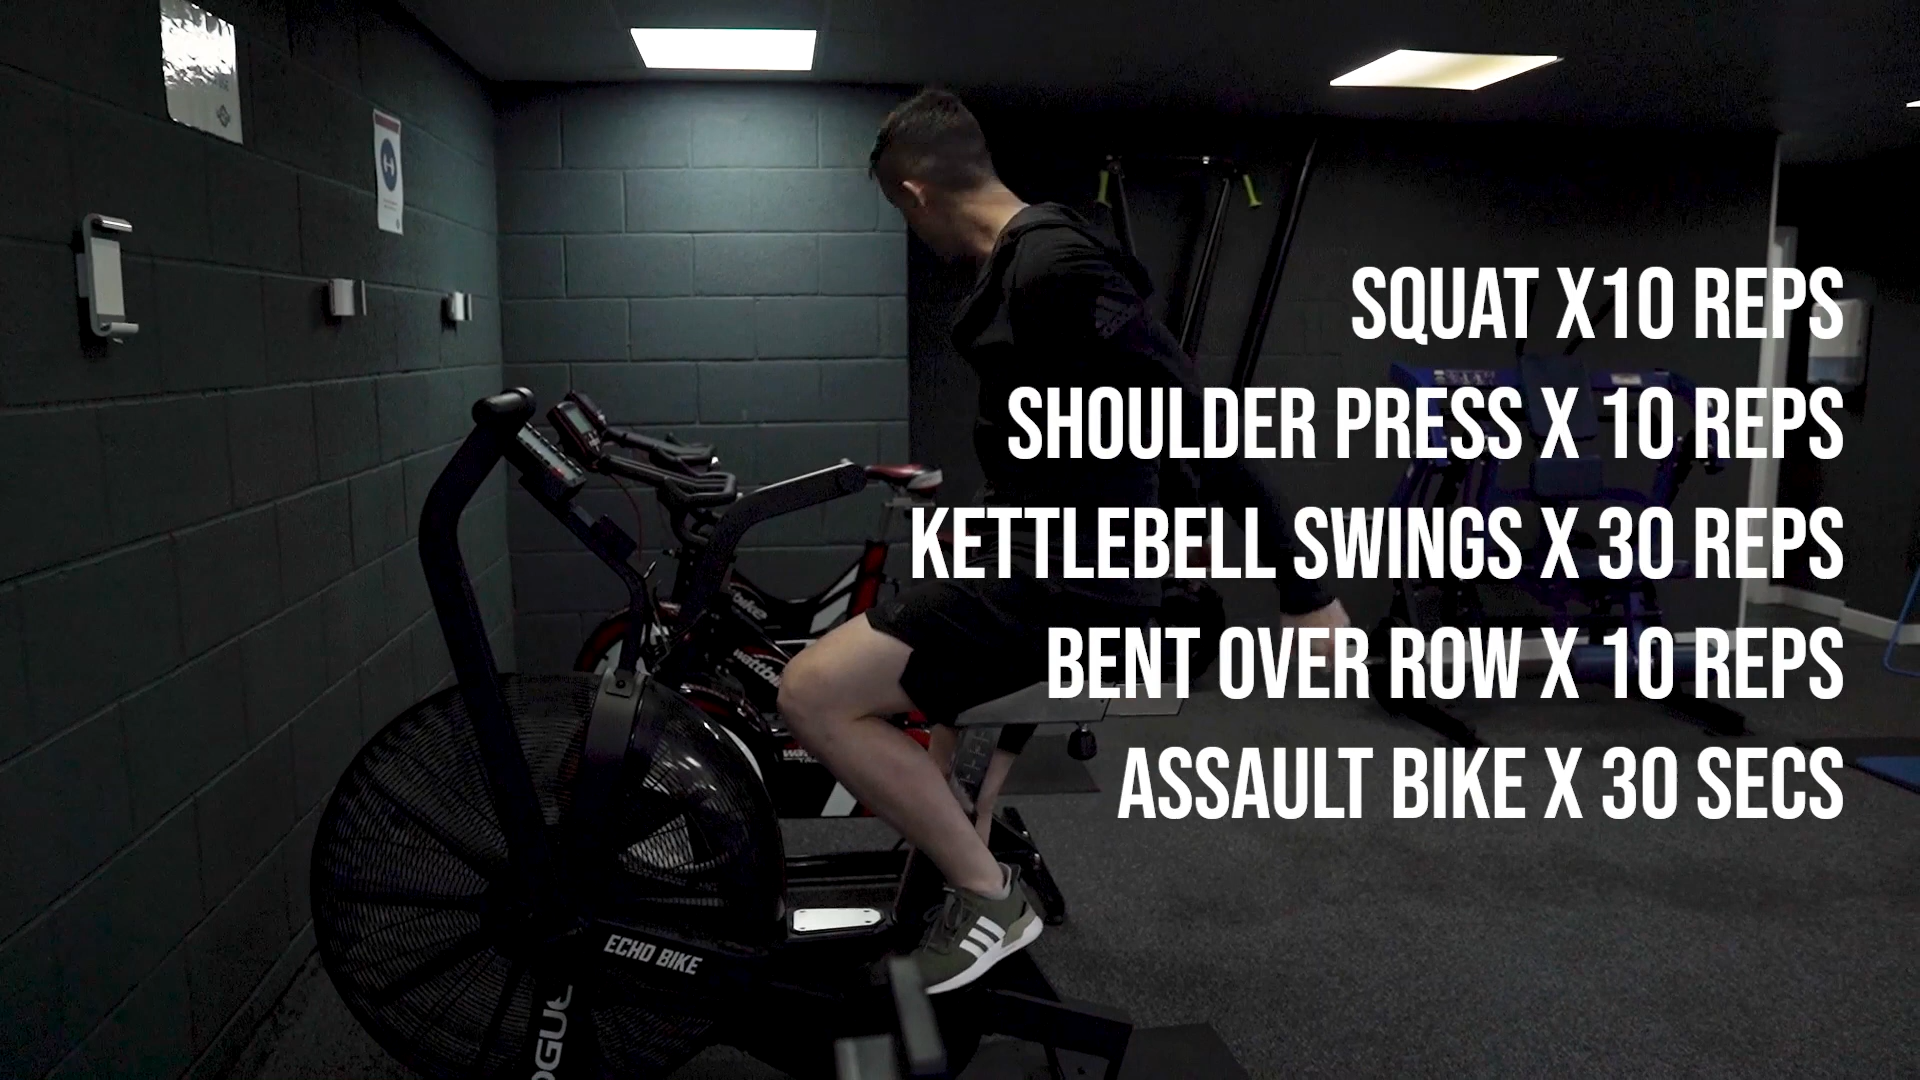 SQUAT X10 REPS
SHOULDER PRESS X 10 REPS
KETTLEBELL SWINGS X 30 REPS
BENT OVER ROW X 10 REPS
ASSAULT BIKE X 30 SECS
wattbike
ECHO BIKE